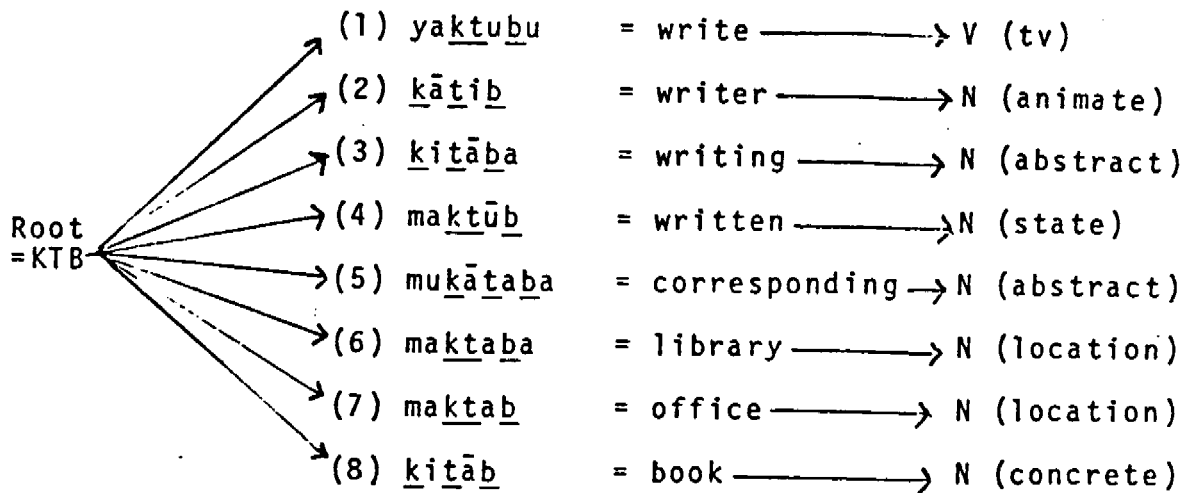 (1) yaktubu = write → V (tv)
(2) kātib = writer → N (animate)
(3) kitāba = writing → N (abstract)
(4) maktūb = written → N (state)
Root
=KTB
(5) mukātaba = corresponding → N (abstract)
(6) maktaba = library → N (location)
(7) maktab = office → N (location)
(8) kitāb = book → N (concrete)